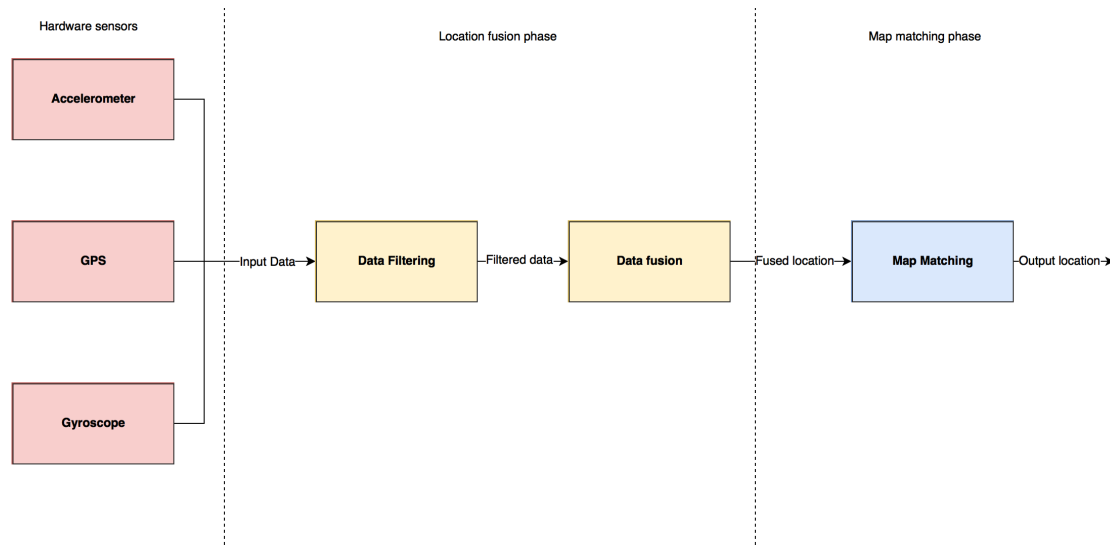 Hardware sensors
Location fusion phase
Map matching phase
Accelerometer
GPS
Gyroscope
Input Data
Data Filtering
Filtered data
Data fusion
Fused location
Map Matching
Output location